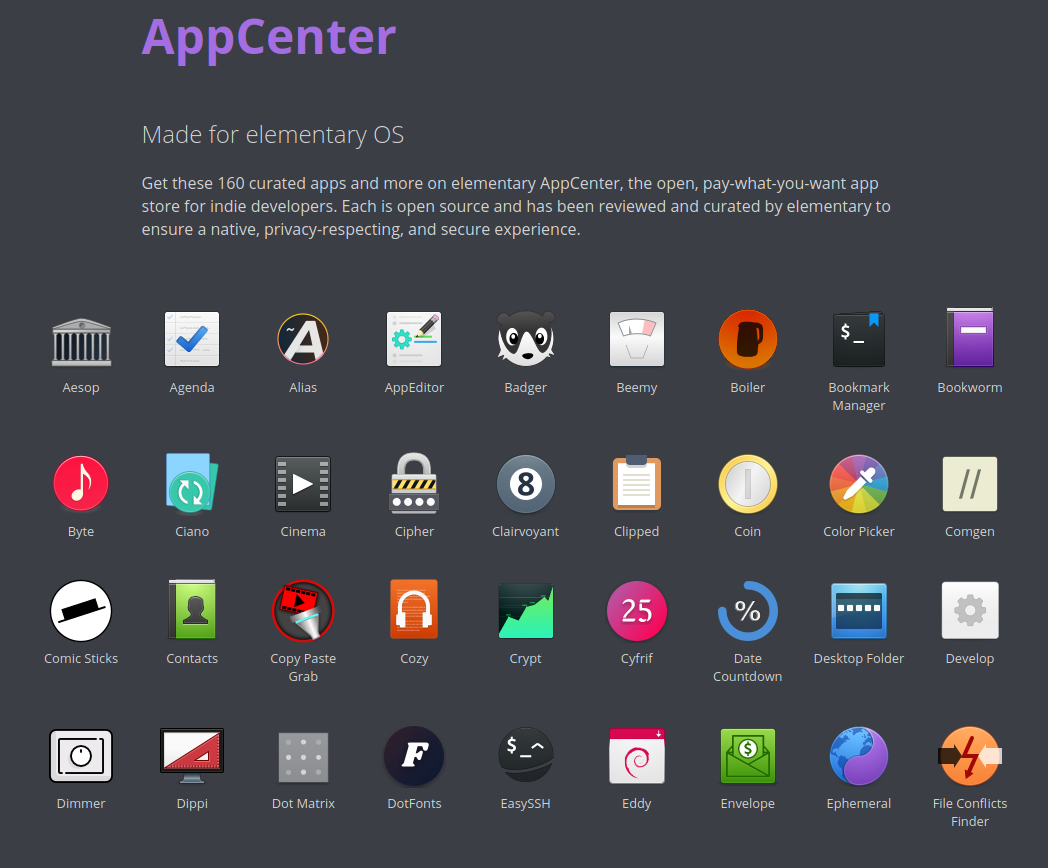 AppCenter
Made for elementary OS
Get these 160 curated apps and more on elementary AppCenter, the open, pay-what-you-want app
store for indie developers. Each is open source and has been reviewed and curated by elementary to
ensure a native, privacy-respecting, and secure experience.
~A
$_
Aesop
Agenda
Alias
AppEditor
Badger
Beemy
Boiler
Bookmark
Manager
Bookworm
8
//
Byte
Ciano
Cinema
Cipher
Clairvoyant
Clipped
Coin
Color Picker
Comgen
25
%
Comic Sticks
Contacts
Copy Paste
Grab
Cozy
Crypt
Cyfrif
Date
Countdown
Desktop Folder
Develop
F
$_^
$
Dimmer
Dippi
Dot Matrix
DotFonts
EasySSH
Eddy
Envelope
Ephemeral
File Conflicts
Finder